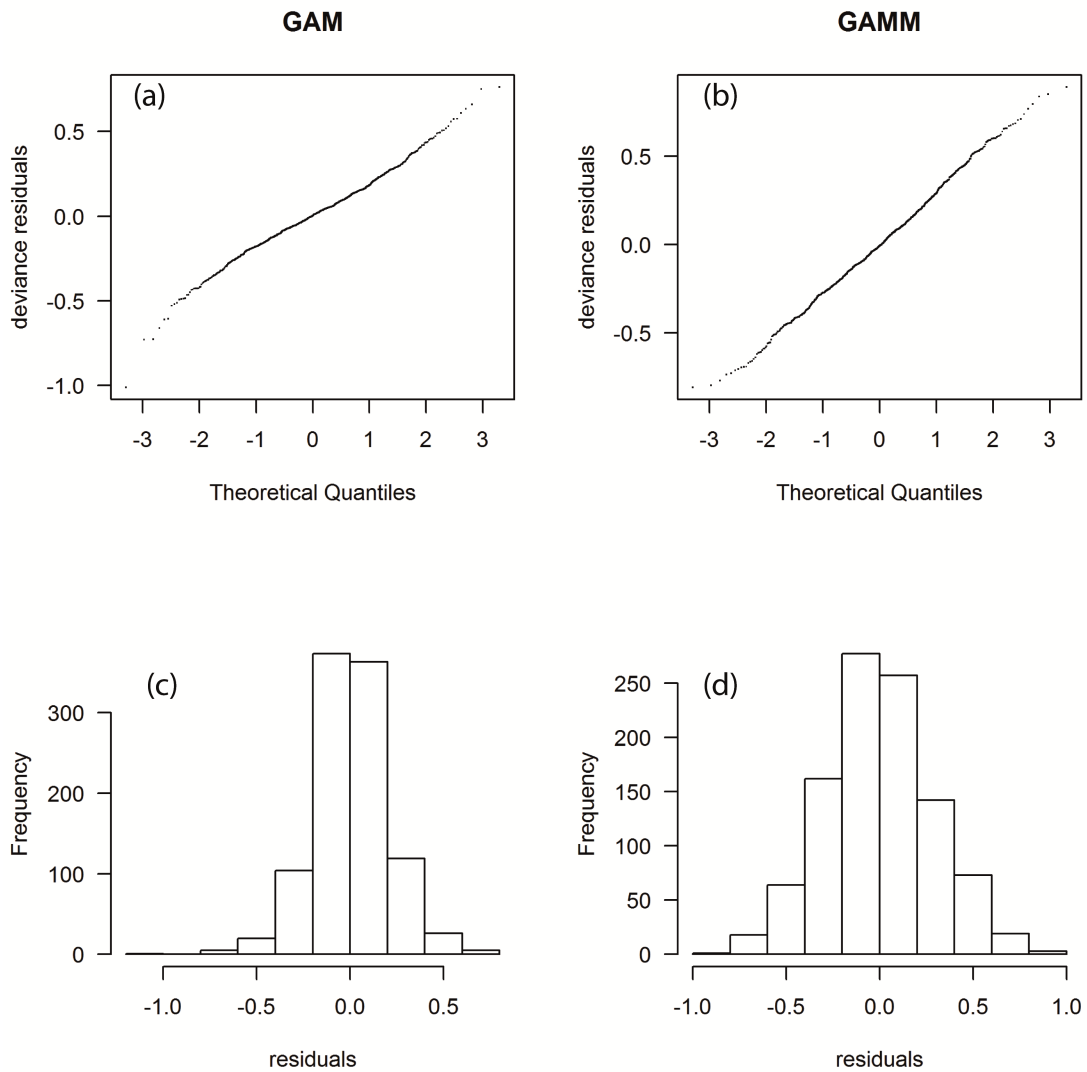 GAM
GAMM
(a)
(b)
deviance residuals
0.5
0.0
-0.5
-1.0
-3 -2 -1 0 1 2 3
Theoretical Quantiles
deviance residuals
0.5
0.0
-0.5
-3 -2 -1 0 1 2 3
Theoretical Quantiles
(c)
Frequency
300
200
100
0
-1.0 -0.5 0.0 0.5
residuals
(d)
Frequency
250
200
150
100
50
0
-1.0 -0.5 0.0 0.5 1.0
residuals